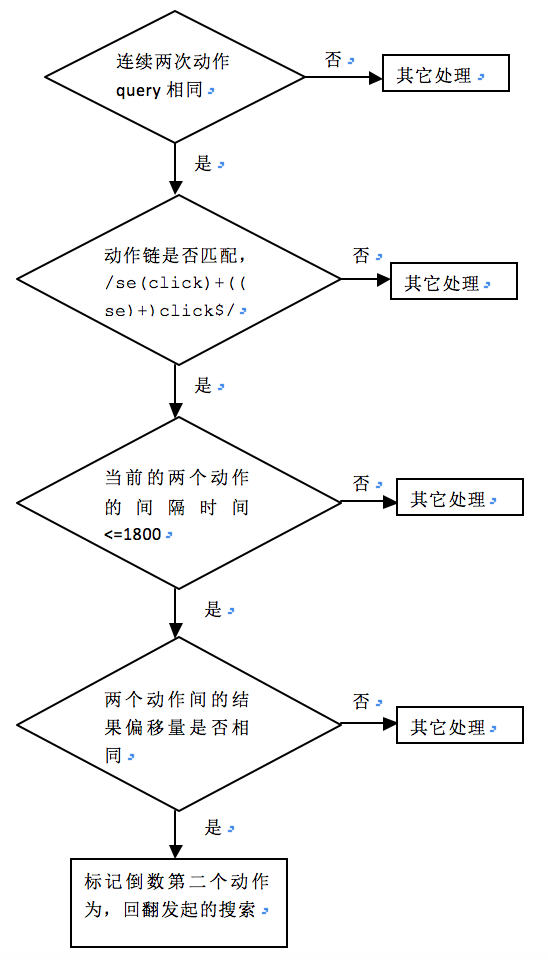 连续两次动作
query 相同
否
其它处理
是
动作链是否匹配，
/se(click)+((
se)+)click$/
否
其它处理
是
当前的两个动作
的间隔时间
<=1800
否
其它处理
是
两个动作间的结
果偏移量是否相
同
否
其它处理
是
标记倒数第二个动作
为，回翻发起的搜索